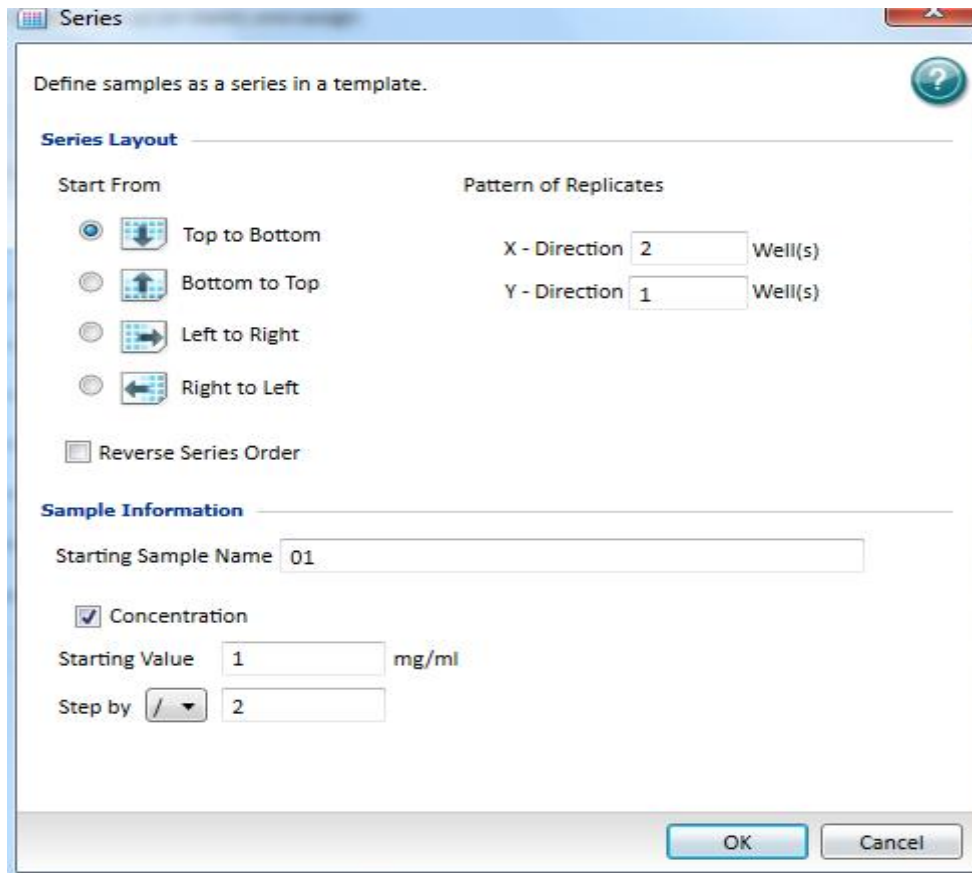 Series
Define samples as a series in a template.
?
Series Layout
Start From
Pattern of Replicates
Top to Bottom
X - Direction 2 Well(s)
Bottom to Top
Y - Direction 1 Well(s)
Left to Right
Right to Left
Reverse Series Order
Sample Information
Starting Sample Name 01
Concentration
Starting Value 1 mg/ml
Step by / 2
OK Cancel